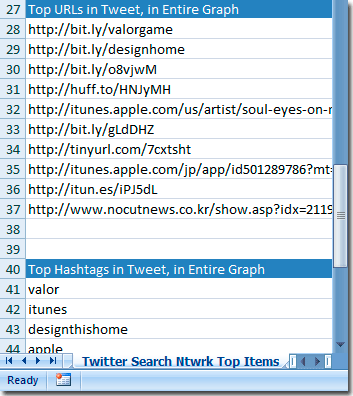 27 Top URLs in Tweet, in Entire Graph
28 http://bit.ly/valorgame
29 http://bit.ly/designhome
30 http://bit.ly/o8vjwM
31 http://huff.to/HNJyMH
32 http://itunes.apple.com/us/artist/soul-eyes-on-r
33 http://bit.ly/gLdDHZ
34 http://tinyurl.com/7cxtsht
35 http://itunes.apple.com/jp/app/id501289786?mt=
36 http://itun.es/iPJ5dL
37 http://www.nocutnews.co.kr/show.asp?idx=2119
38
39
40 Top Hashtags in Tweet, in Entire Graph
41 valor
42 itunes
43 designthishome
44 apple
Twitter Search Ntwrk Top Items
Ready